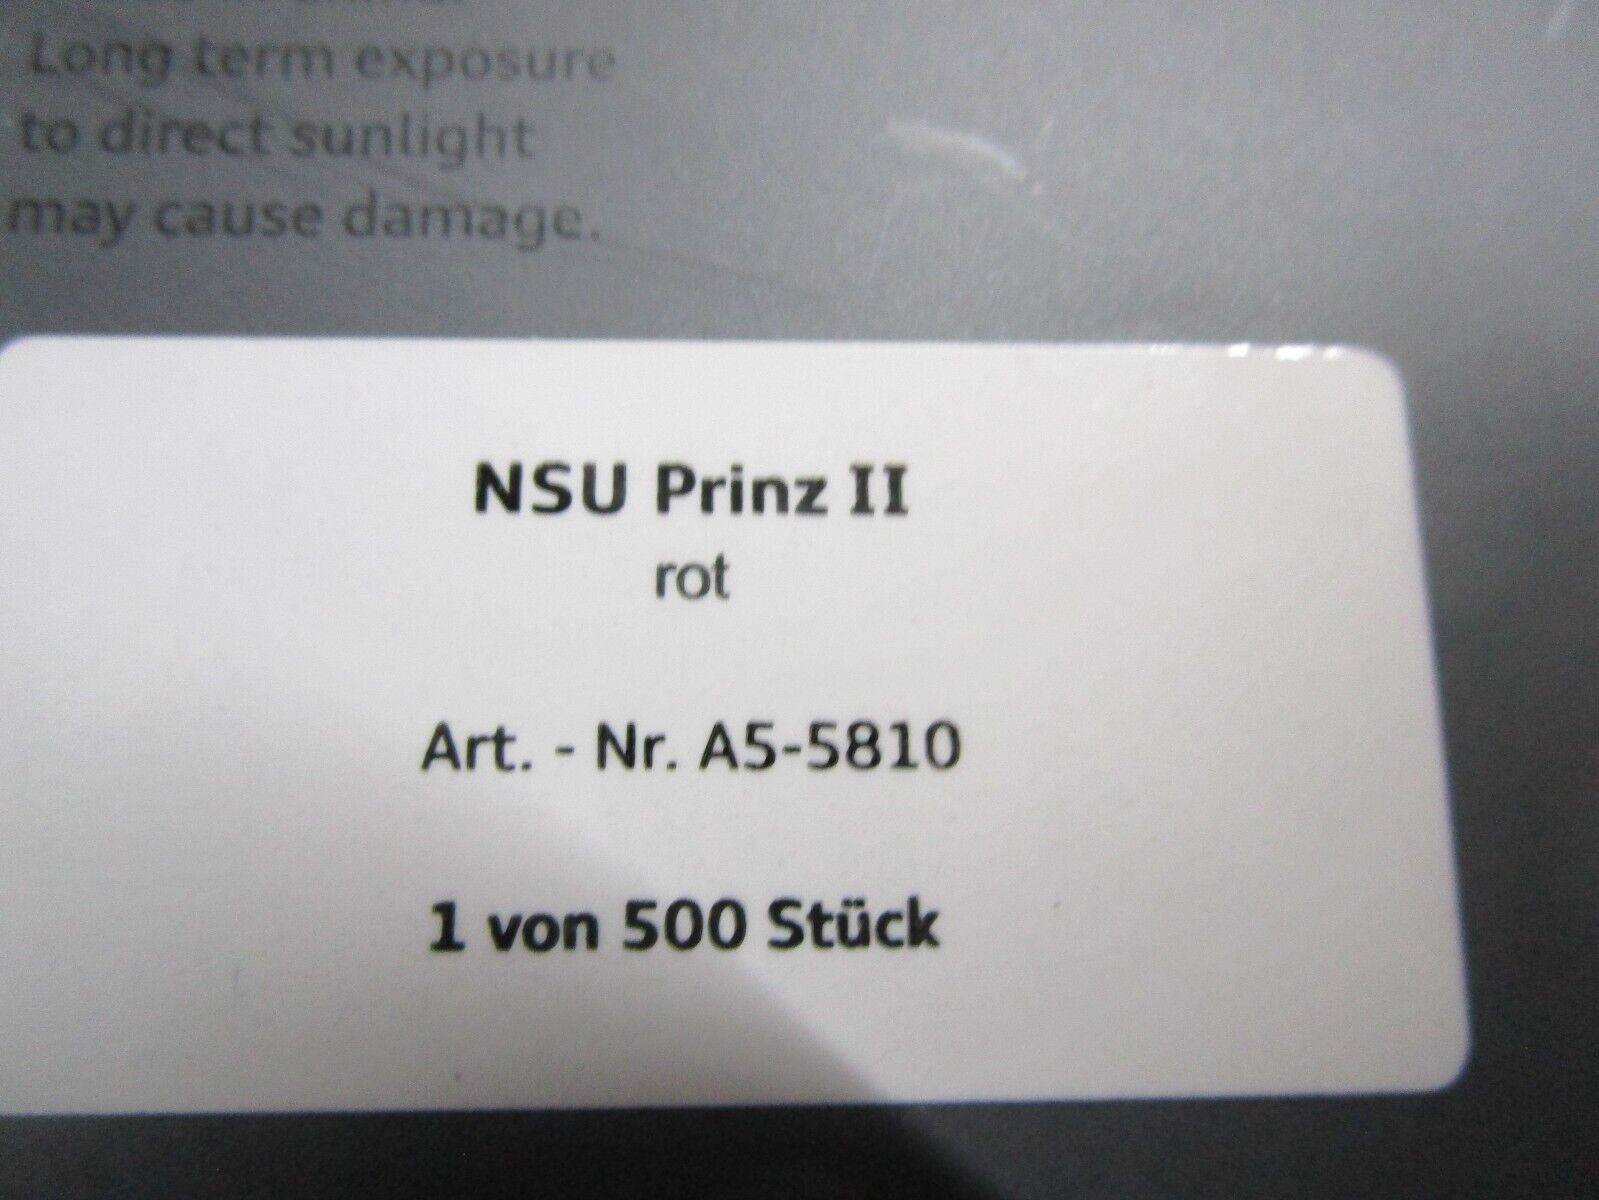 Long term exposure
to direct sunlight
may cause damage.
NSU Prinz II
rot
Art. - Nr. A5-5810
1 von 500 Stück